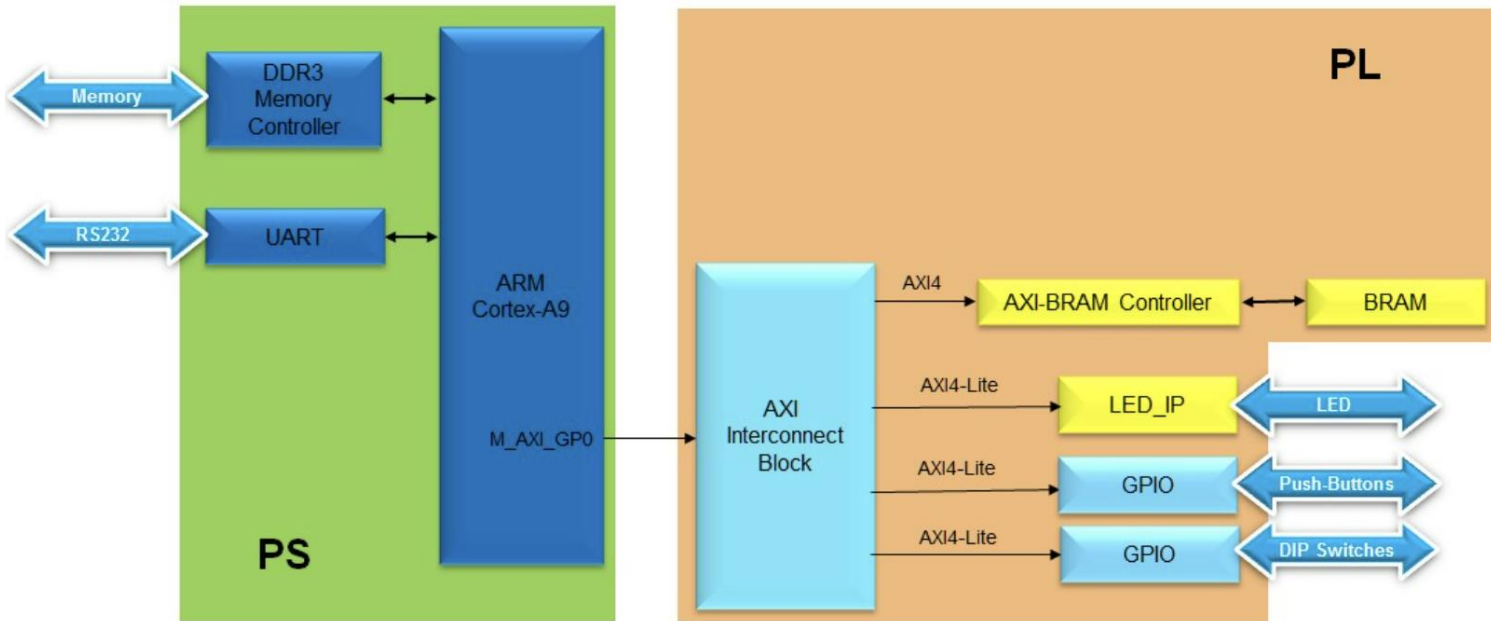 PL
DDR3
Memory
Controller
Memory
RS232
UART
ARM
Cortex-A9
M_AXI_GP0
PS
AXI
Interconnect
Block
AXI4
AXI-BRAM Controller
BRAM
AXI4-Lite
LED_IP
LED
AXI4-Lite
GPIO
Push-Buttons
AXI4-Lite
GPIO
DIP Switches